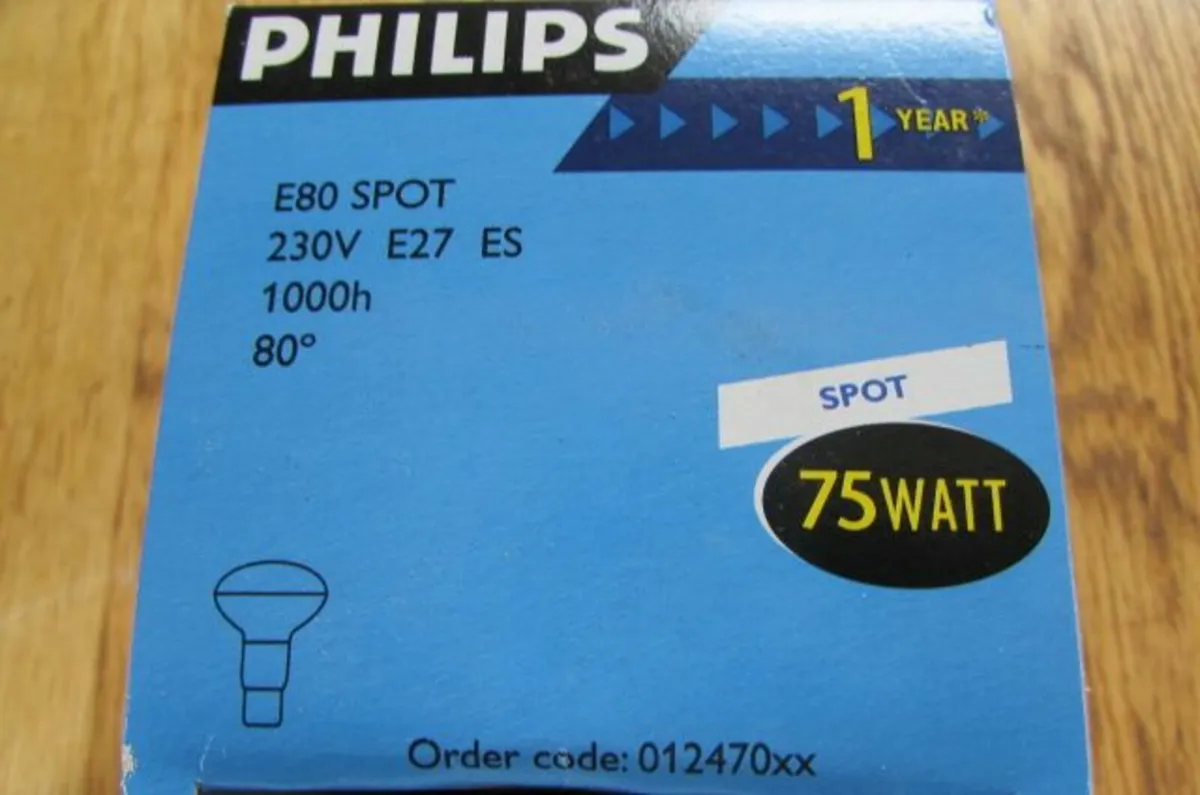 PHILIPS
1 YEAR*
E80 SPOT
230V E27 ES
1000h
80°
SPOT
75WATT
Order code: 012470xx